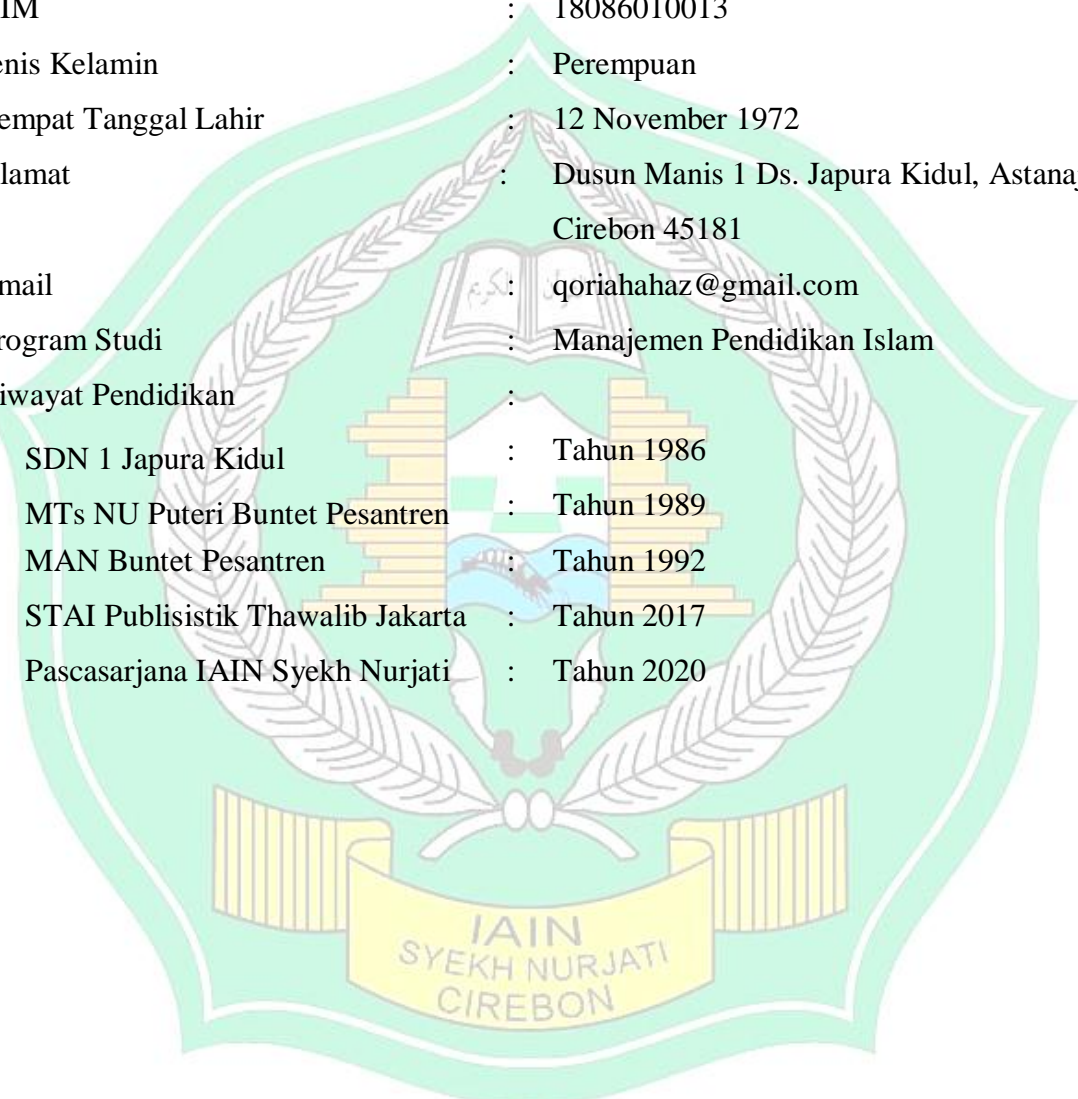 IM : 18086010013
enis Kelamin : Perempuan
empat Tanggal Lahir : 12 November 1972
lamat : Dusun Manis 1 Ds. Japura Kidul, Astana
Cirebon 45181
mail : qoriahahaz@gmail.com
rogram Studi : Manajemen Pendidikan Islam
iwayat Pendidikan :
SDN 1 Japura Kidul : Tahun 1986
MTs NU Puteri Buntet Pesantren : Tahun 1989
MAN Buntet Pesantren : Tahun 1992
STAI Publisistik Thawalib Jakarta : Tahun 2017
Pascasarjana IAIN Syekh Nurjati : Tahun 2020
IAIN
SYEKH NURJATI
CIREBON